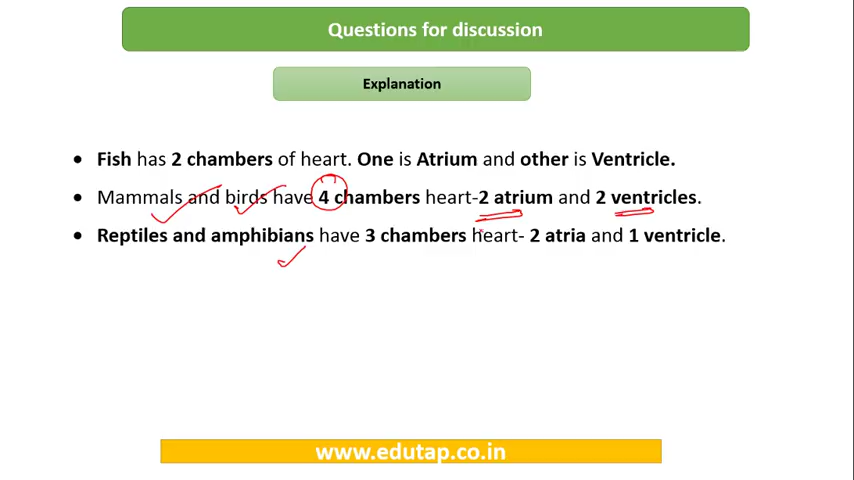 Questions for discussion
Explanation
• Fish has 2 chambers of heart. One is Atrium and other is Ventricle.
• Mammals and birds have 4 chambers heart-2 atrium and 2 ventricles.
• Reptiles and amphibians have 3 chambers heart- 2 atria and 1 ventricle.
www.edutap.co.in